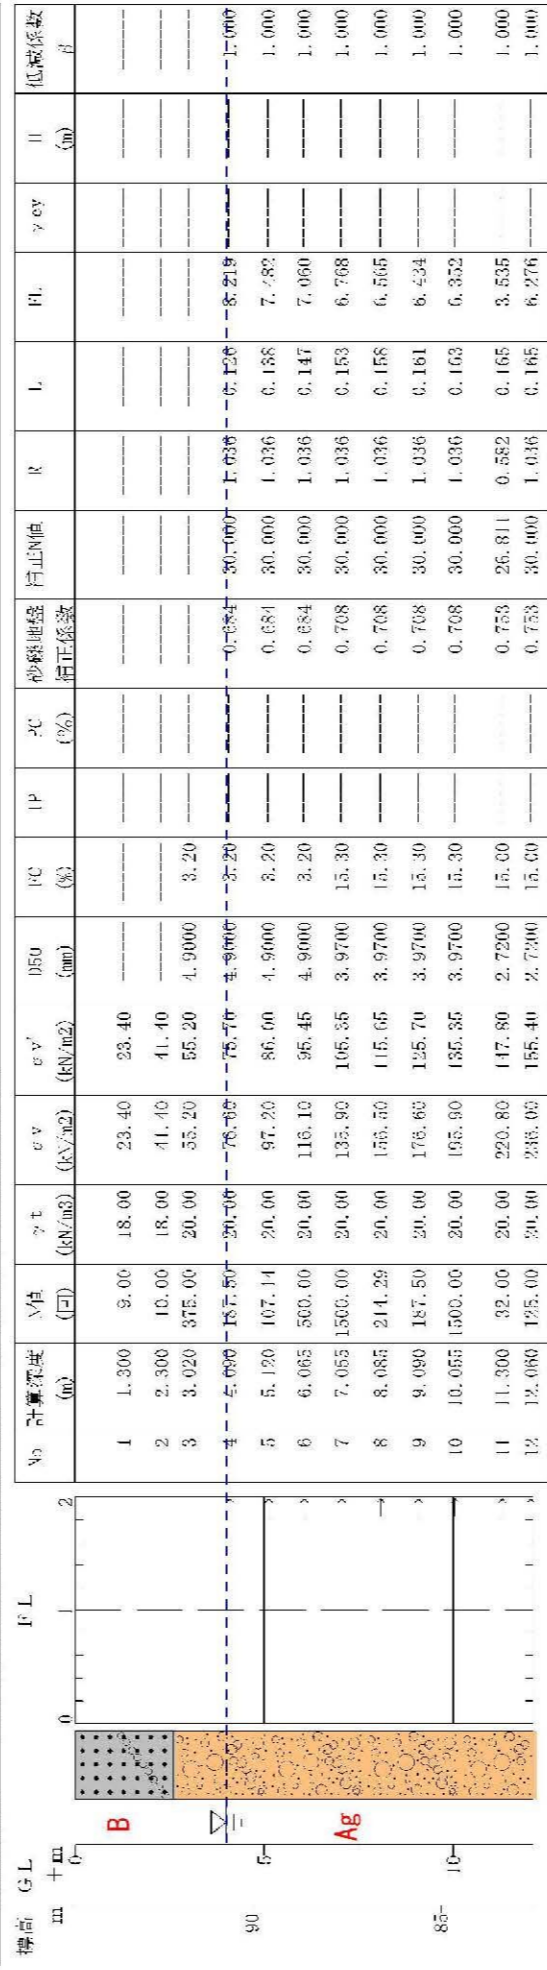 標高 GL FL No 計算深度 N値 γt σv σv' D50 FC IP PC 砂礫地盤 補正N値 R L FL γcy H 低減係数
m +m (m) (回) (kN/m3) (kN/m2) (kN/m2) (mm) (%) (%) 補正係数 (m) β
0 0 1 2
B 1 1.300 9.00 18.00 23.40 23.40
2 2.300 10.00 18.00 41.40 41.40
3 3.020 375.00 20.00 55.20 55.20 4.9000 3.20
4 4.090 187.50 20.00 76.60 75.70 4.9000 3.20 0.684 30.000 1.036 0.126 8.219 1.000
90 5 5 5.120 107.14 20.00 97.20 86.00 4.9000 3.20 0.684 30.000 1.036 0.138 7.482 1.000
6 6.065 500.00 20.00 116.10 95.45 4.9000 3.20 0.684 30.000 1.036 0.147 7.060 1.000
Ag 7 7.055 1500.00 20.00 135.90 105.35 3.9700 15.30 0.708 30.000 1.036 0.153 6.768 1.000
8 8.085 214.29 20.00 156.50 115.65 3.9700 15.30 0.708 30.000 1.036 0.158 6.565 1.000
9 9.090 187.50 20.00 176.60 125.70 3.9700 15.30 0.708 30.000 1.036 0.161 6.434 1.000
85 10 10 10.055 1500.00 20.00 195.90 135.35 3.9700 15.30 0.708 30.000 1.036 0.163 6.352 1.000
11 11.300 32.00 20.00 220.80 147.80 2.7200 15.00 0.753 26.811 0.582 0.165 3.535 1.000
12 12.060 125.00 20.00 236.00 155.40 2.7200 15.00 0.753 30.000 1.036 0.165 6.276 1.000